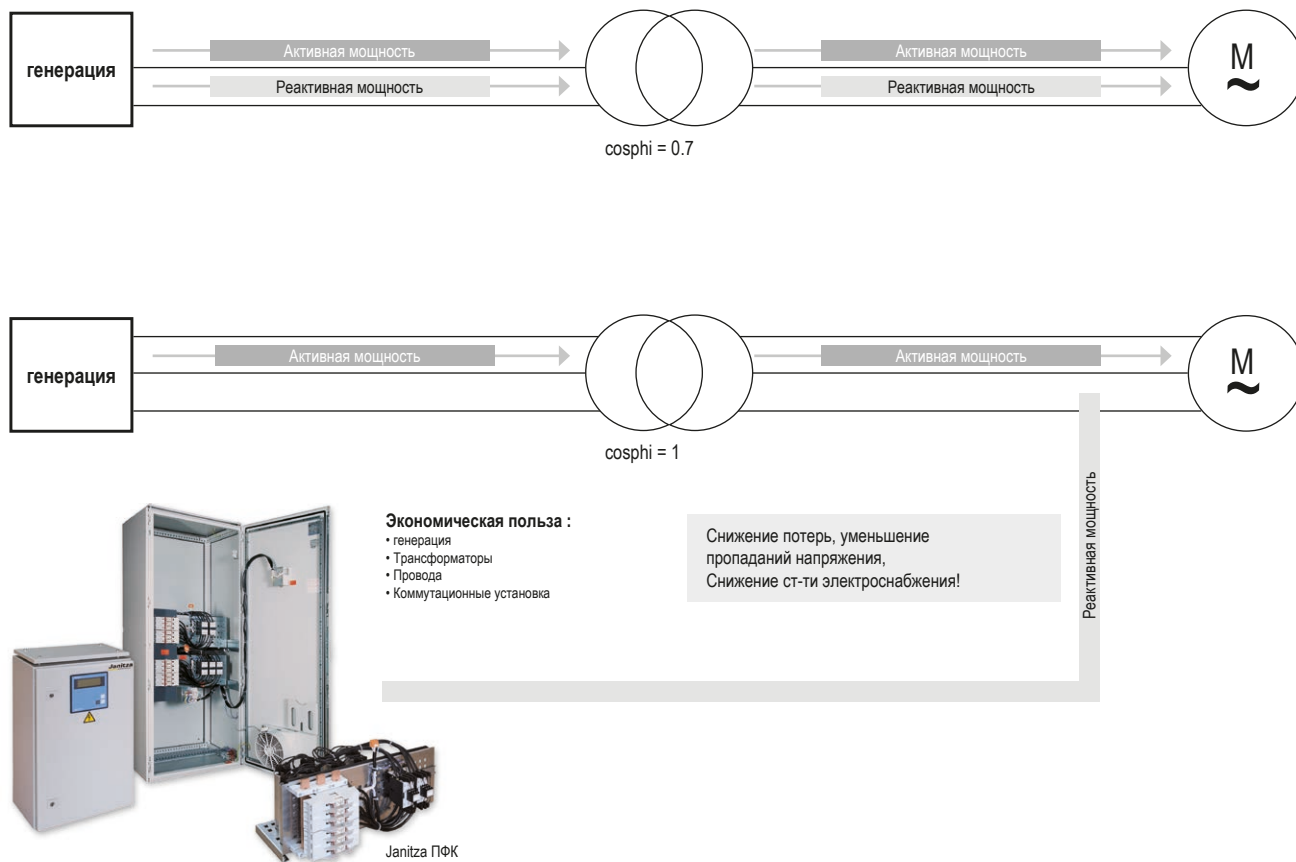 Активная мощность
Активная мощность
генерация
M
~
Реактивная мощность
Реактивная мощность
cosphi = 0.7
Активная мощность
Активная мощность
генерация
M
~
cosphi = 1
Реактивная мощность
Экономическая польза :
• генерация
• Трансформаторы
• Провода
• Коммутационные установка
Снижение потерь, уменьшение
пропаданий напряжения,
Снижение ст-ти электроснабжения!
Janitza
Janitza ПФК